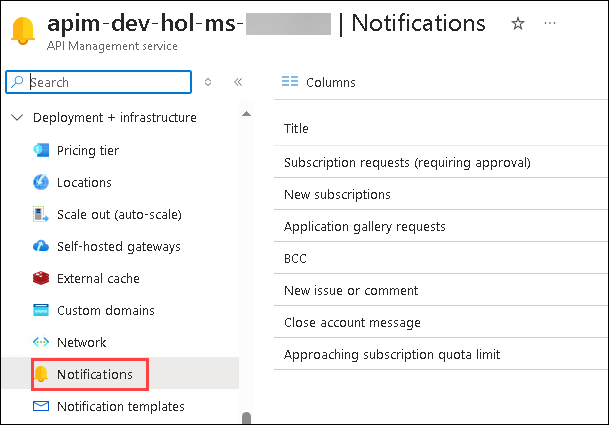 apim-dev-hol-ms- | Notifications
API Management service
Search
Deployment + infrastructure
Pricing tier
Locations
Scale out (auto-scale)
Self-hosted gateways
External cache
Custom domains
Network
Notifications
Notification templates
Columns
Title
Subscription requests (requiring approval)
New subscriptions
Application gallery requests
BCC
New issue or comment
Close account message
Approaching subscription quota limit